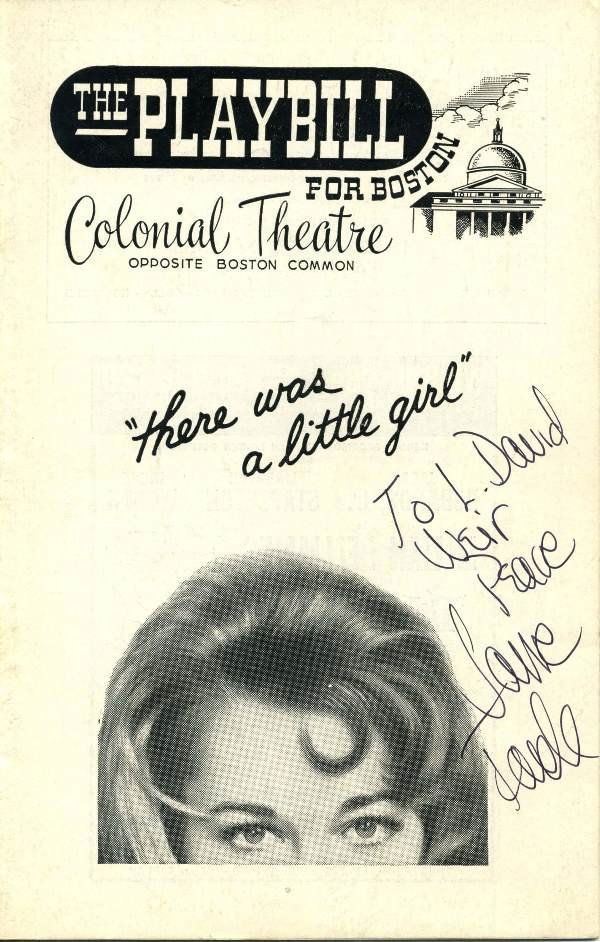 THE PLAYBILL
FOR BOSTON
Colonial Theatre
OPPOSITE BOSTON COMMON
"there was
a little girl"
To L. David
Weir
Peace
Jane
Fonda